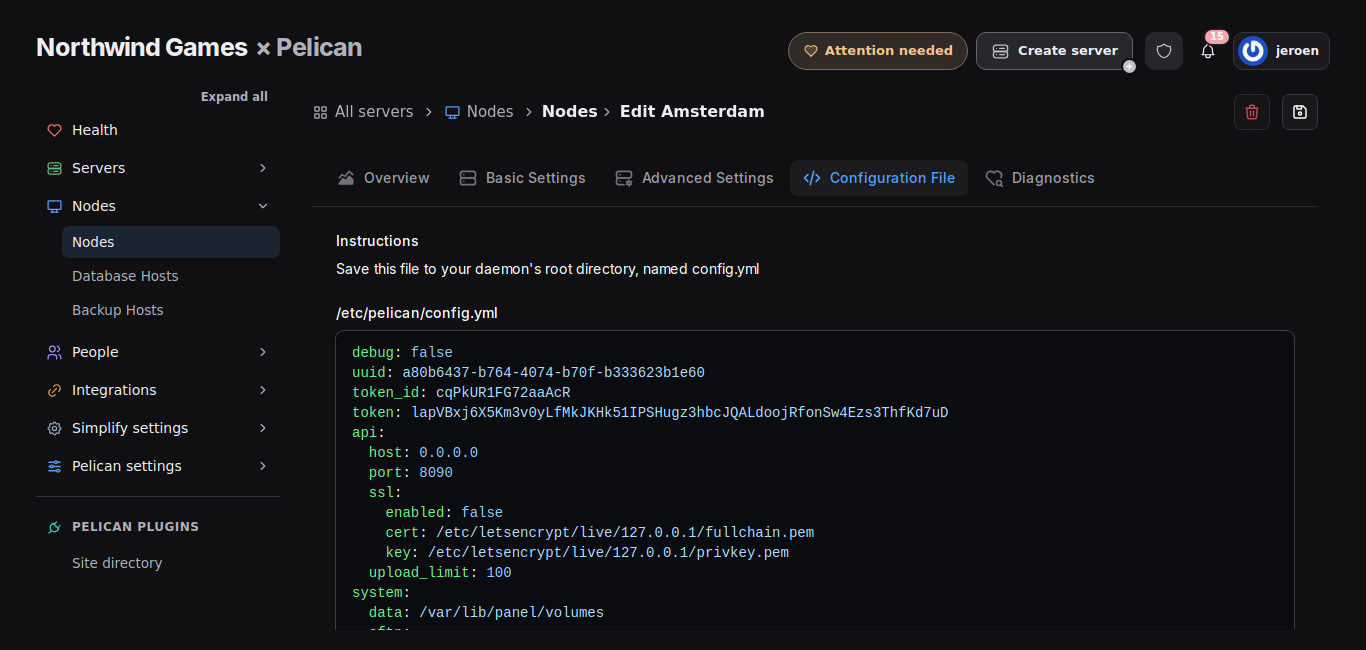 Northwind Games × Pelican
Attention needed
Create server
15
jeroen
Expand all
Health
Servers
Nodes
Nodes
Database Hosts
Backup Hosts
People
Integrations
Simplify settings
Pelican settings
PELICAN PLUGINS
Site directory
All servers > Nodes > Nodes > Edit Amsterdam
Overview
Basic Settings
Advanced Settings
Configuration File
Diagnostics
Instructions
Save this file to your daemon's root directory, named config.yml
/etc/pelican/config.yml
debug: false
uuid: a80b6437-b764-4074-b70f-b333623b1e60
token_id: cqPkUR1FG72aaAcR
token: lapVBxj6X5Km3v0yLfMkJKHk51IPSHugz3hbcJQALdoojRfonSw4Ezs3ThfKd7uD
api:
host: 0.0.0.0
port: 8090
ssl:
enabled: false
cert: /etc/letsencrypt/live/127.0.0.1/fullchain.pem
key: /etc/letsencrypt/live/127.0.0.1/privkey.pem
upload_limit: 100
system:
data: /var/lib/panel/volumes